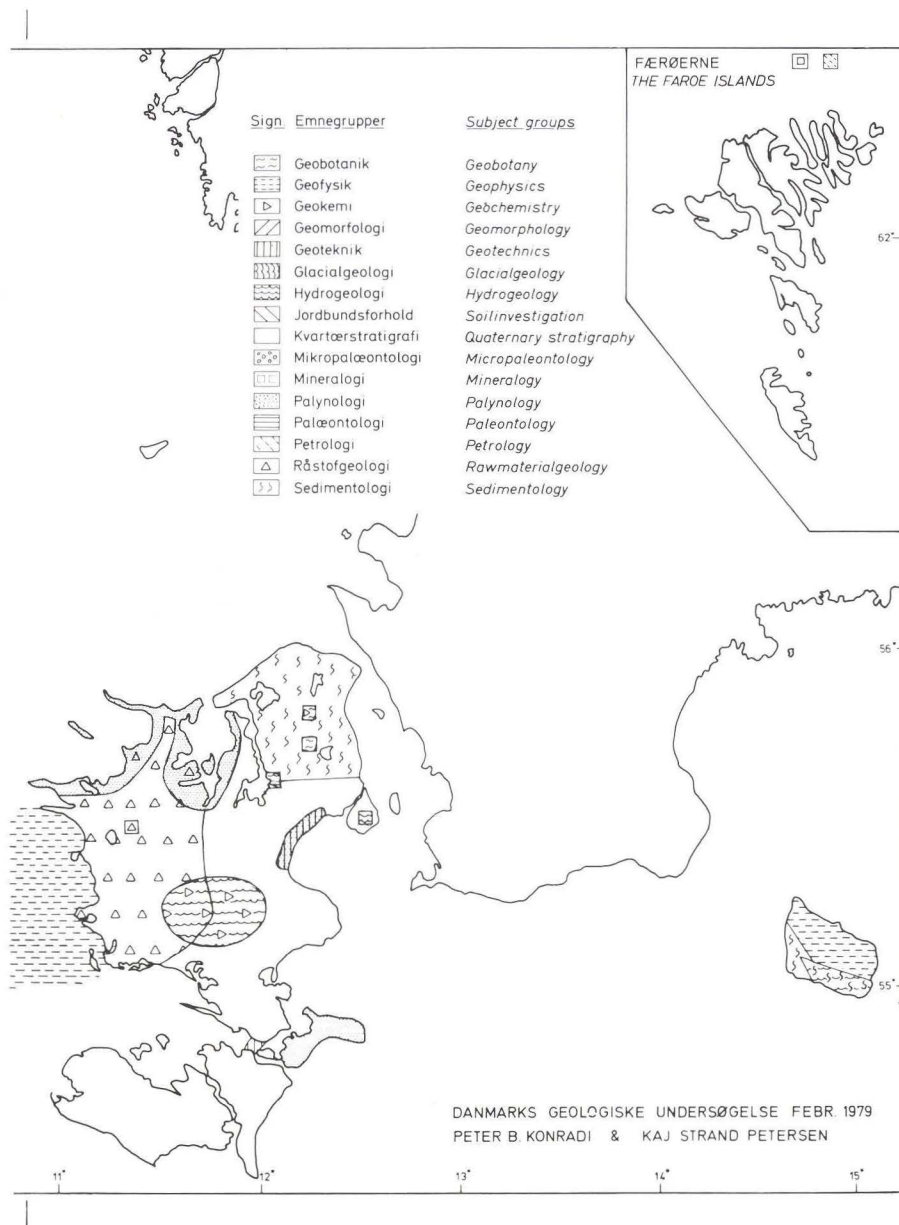 FÆRØERNE
THE FAROE ISLANDS
Sign. Emnegrupper Subject groups
Geobotanik Geobotany
Geofysik Geophysics
Geokemi Geochemistry
Geomorfologi Geomorphology
Geoteknik Geotechnics
Glacialgeologi Glacialgeology
Hydrogeologi Hydrogeology
Jordbundsforhold Soilinvestigation
Kvartærstratigrafi Quaternary stratigraphy
Mikropalæontologi Micropaleontology
Mineralogi Mineralogy
Palynologi Palynology
Palæontologi Paleontology
Petrologi Petrology
Råstofgeologi Rawmaterialgeology
Sedimentologi Sedimentology
62°
56°
55°
DANMARKS GEOLOGISKE UNDERSØGELSE FEBR. 1979
PETER B. KONRADI & KAJ STRAND PETERSEN
11° 12° 13° 14° 15°